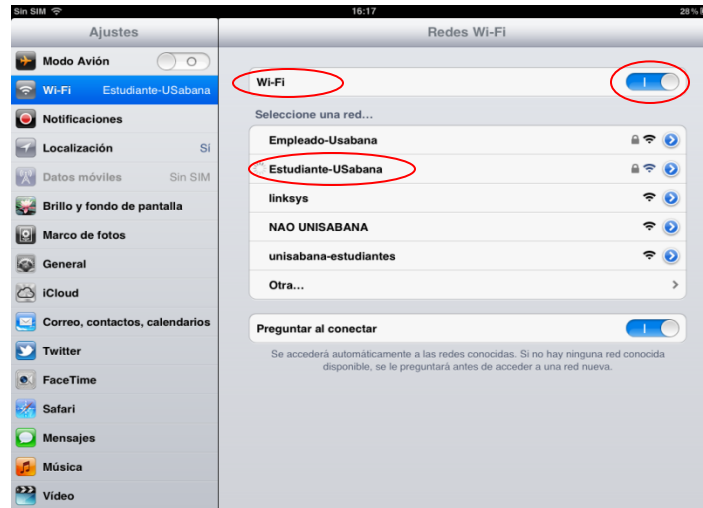 Sin SIM 16:17 28%
Ajustes
Redes Wi-Fi
Modo Avión
Wi-Fi Estudiante-USabana
Notificaciones
Localización Sí
Datos móviles Sin SIM
Brillo y fondo de pantalla
Marco de fotos
General
iCloud
Correo, contactos, calendarios
Twitter
FaceTime
Safari
Mensajes
Música
Vídeo
Wi-Fi
Seleccione una red...
Empleado-Usabana
Estudiante-USabana
linksys
NAO UNISABANA
unisabana-estudiantes
Otra...
Preguntar al conectar
Se accederá automáticamente a las redes conocidas. Si no hay ninguna red conocida
disponible, se le preguntará antes de acceder a una red nueva.